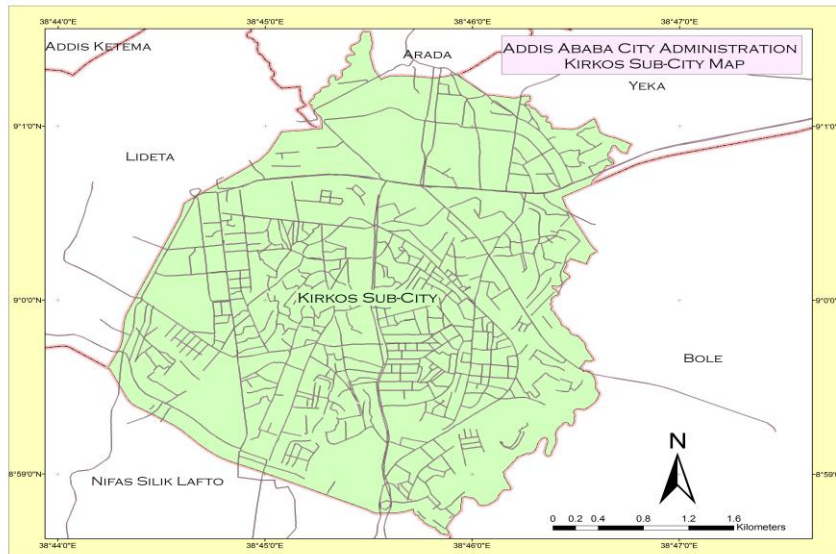 38°44'0"E 38°45'0"E 38°46'0"E 38°47'0"E
ADDIS KETEMA
ARADA
ADDIS ABABA CITY ADMINISTRATION
KIRKOS SUB-CITY MAP
YEKA
9°1'0"N 9°1'0"N
LIDETA
KIRKOS SUB-CITY
9°0'0"N 9°0'0"N
BOLE
N
NIFAS SILIK LAFTO
8°59'0"N 8°59'0"N
0 0.2 0.4 0.8 1.2 1.6
Kilometers
38°44'0"E 38°45'0"E 38°46'0"E 38°47'0"E